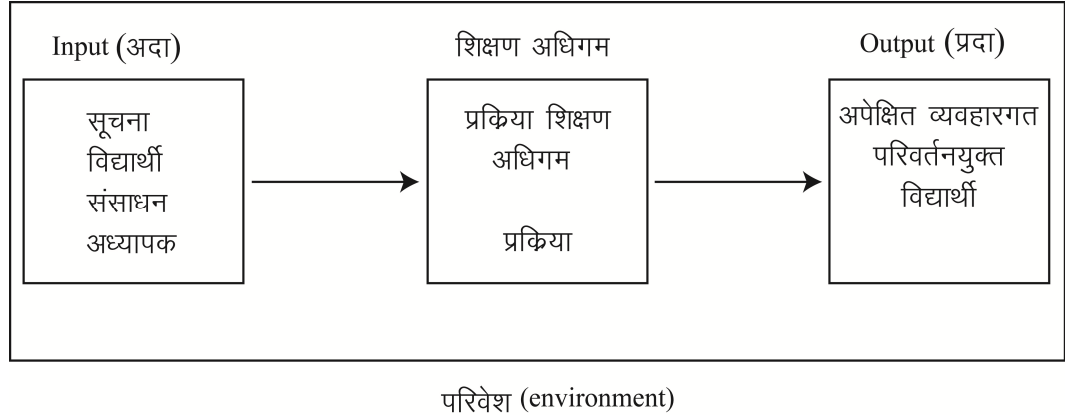 Input (अदा)
सूचना
विद्यार्थी
संसाधन
अध्यापक
शिक्षण अधिगम
प्रक्रिया शिक्षण
अधिगम
प्रक्रिया
Output (प्रदा)
अपेक्षित व्यवहारगत
परिवर्तनयुक्त
विद्यार्थी
परिवेश (environment)